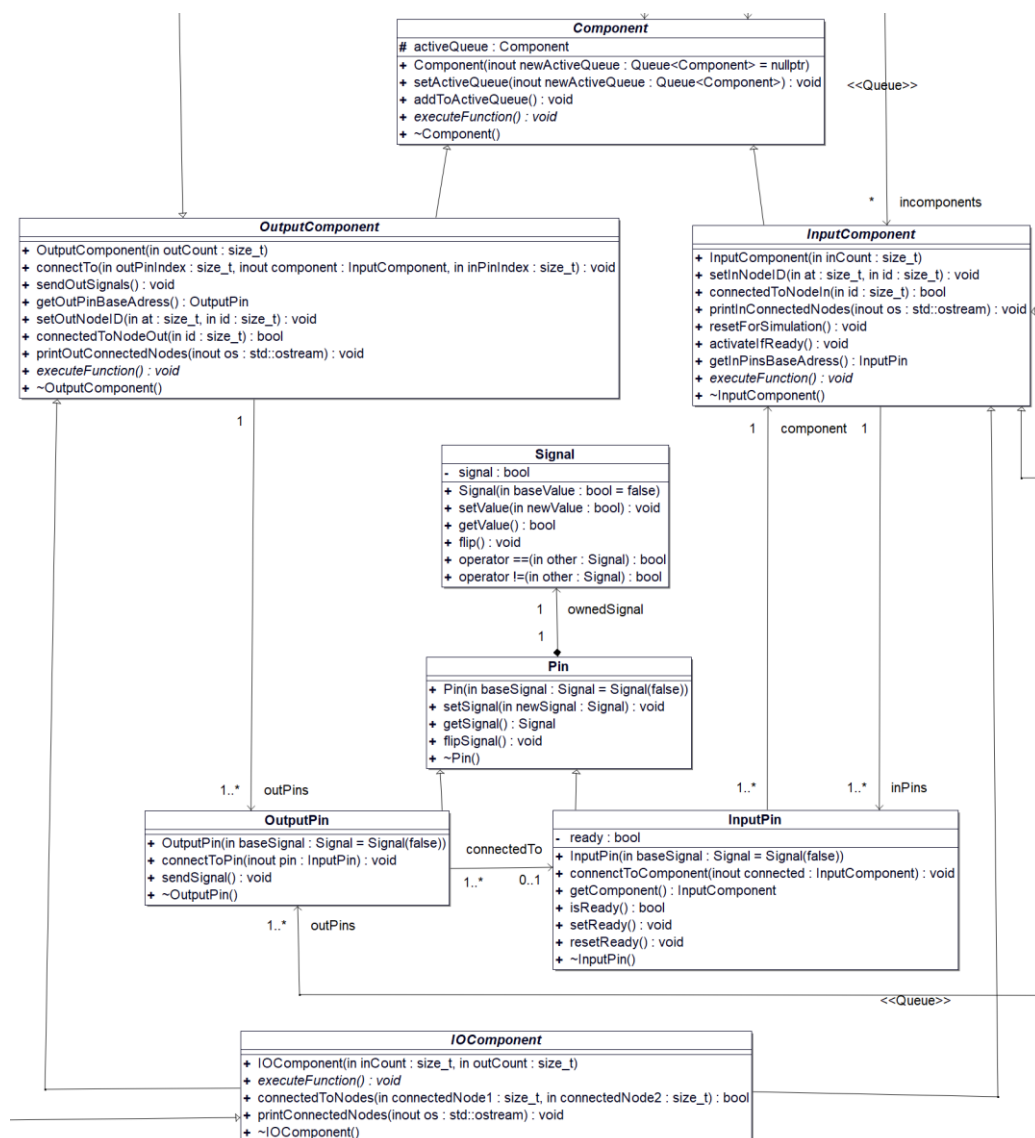 Component
# activeQueue : Component
+ Component(inout newActiveQueue : Queue<Component> = nullptr)
+ setActiveQueue(inout newActiveQueue : Queue<Component>) : void
+ addToActiveQueue() : void
+ executeFunction() : void
+ ~Component()
<<Queue>>
* incomponents
OutputComponent
+ OutputComponent(in outCount : size_t)
+ connectTo(in outPinIndex : size_t, inout component : InputComponent, in inPinIndex : size_t) : void
+ sendOutSignals() : void
+ getOutPinBaseAdress() : OutputPin
+ setOutNodeID(in at : size_t, in id : size_t) : void
+ connectedToNodeOut(in id : size_t) : bool
+ printOutConnectedNodes(inout os : std::ostream) : void
+ executeFunction() : void
+ ~OutputComponent()
InputComponent
+ InputComponent(in inCount : size_t)
+ setInNodeID(in at : size_t, in id : size_t) : void
+ connectedToNodeIn(in id : size_t) : bool
+ printInConnectedNodes(inout os : std::ostream) : void
+ resetForSimulation() : void
+ activateIfReady() : void
+ getInPinsBaseAdress() : InputPin
+ executeFunction() : void
+ ~InputComponent()
1
1 component 1
Signal
- signal : bool
+ Signal(in baseValue : bool = false)
+ setValue(in newValue : bool) : void
+ getValue() : bool
+ flip() : void
+ operator ==(in other : Signal) : bool
+ operator !=(in other : Signal) : bool
1 ownedSignal
1
Pin
+ Pin(in baseSignal : Signal = Signal(false))
+ setSignal(in newSignal : Signal) : void
+ getSignal() : Signal
+ flipSignal() : void
+ ~Pin()
1..* outPins
1..* 1..* inPins
OutputPin
+ OutputPin(in baseSignal : Signal = Signal(false))
+ connectToPin(inout pin : InputPin) : void
+ sendSignal() : void
+ ~OutputPin()
connectedTo
1..* 0..1
InputPin
- ready : bool
+ InputPin(in baseSignal : Signal = Signal(false))
+ connenctToComponent(inout connected : InputComponent) : void
+ getComponent() : InputComponent
+ isReady() : bool
+ setReady() : void
+ resetReady() : void
+ ~InputPin()
1..* outPins
<<Queue>>
IOComponent
+ IOComponent(in inCount : size_t, in outCount : size_t)
+ executeFunction() : void
+ connectedToNodes(in connectedNode1 : size_t, in connectedNode2 : size_t) : bool
+ printConnectedNodes(inout os : std::ostream) : void
+ ~IOComponent()